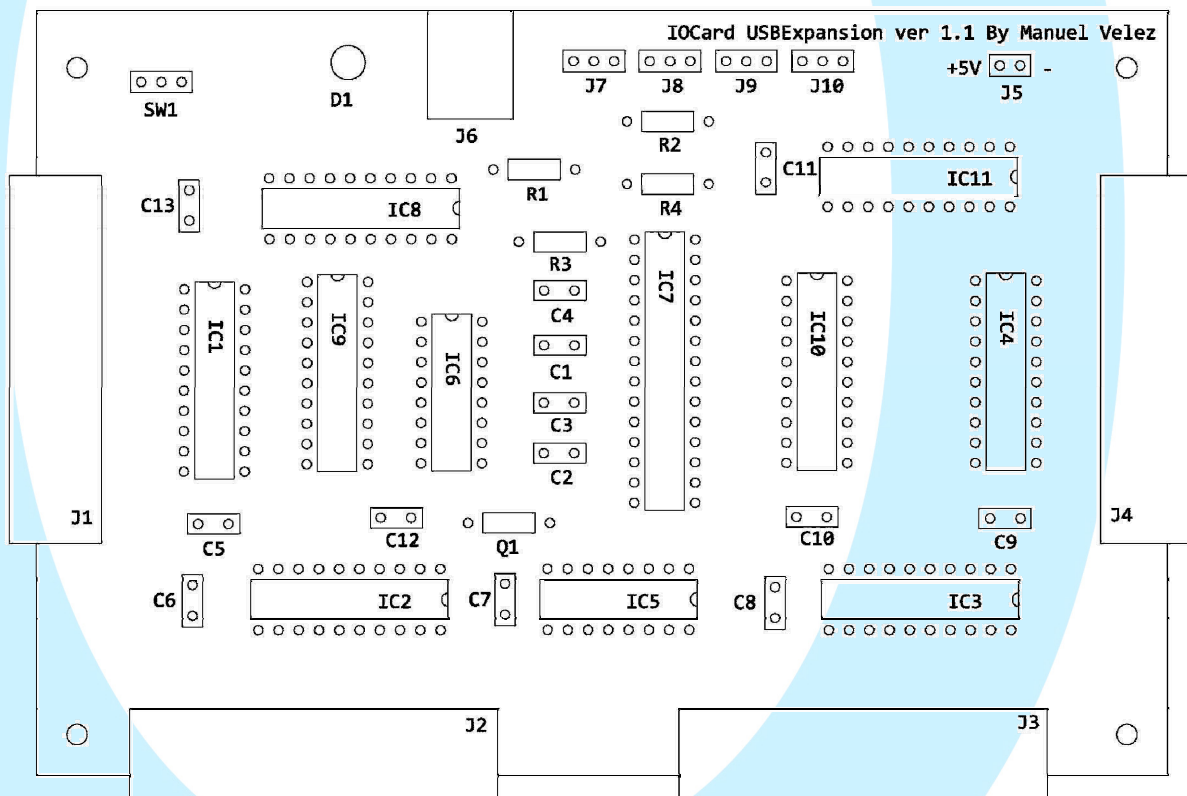 IOCard USBExpansion ver 1.1 By Manuel Velez
+5V -
SW1
D1
J6
J7
J8
J9
J10
J5
R2
C13
IC8
R1
R4
C11
IC11
R3
C4
IC7
IC1
IC9
IC6
C1
IC10
IC4
C3
C2
J1
C5
C12
Q1
C10
C9
J4
C6
IC2
C7
IC5
C8
IC3
J2
J3